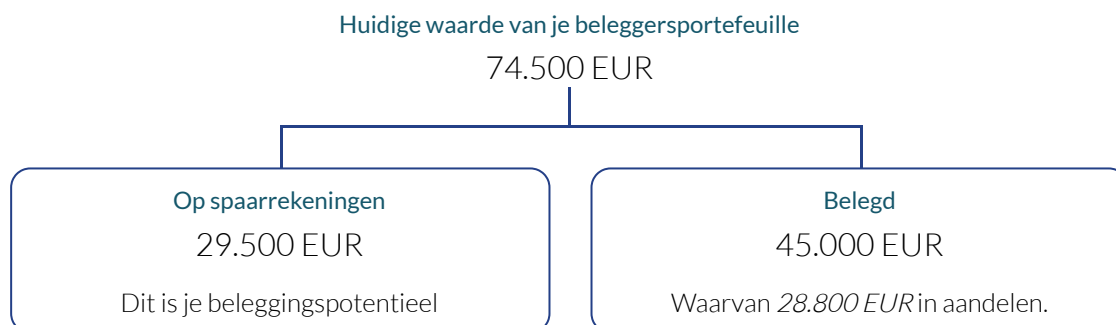 Huidige waarde van je beleggersportefeuille
74.500 EUR
Op spaarrekeningen
29.500 EUR
Dit is je beleggingspotentieel
Belegd
45.000 EUR
Waarvan 28.800 EUR in aandelen.